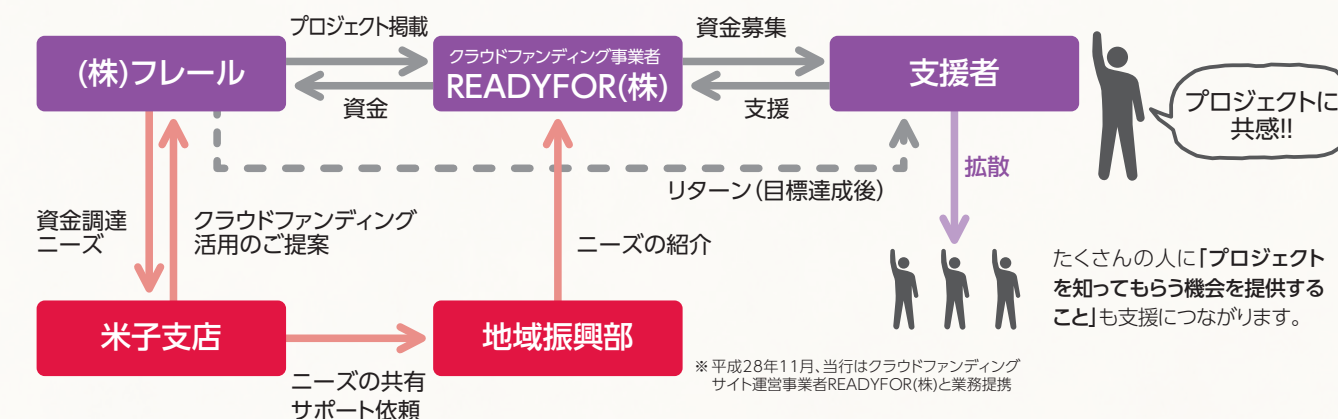 プロジェクト掲載
資金募集
(株)フレール
クラウドファンディング事業者
READYFOR(株)
支援者
資金
支援
プロジェクトに
共感!!
拡散
リターン(目標達成後)
資金調達
ニーズ
クラウドファンディング
活用のご提案
ニーズの紹介
たくさんの人に「プロジェクト
を知ってもらう機会を提供する
こと」も支援につながります。
米子支店
地域振興部
ニーズの共有
サポート依頼
※平成28年11月、当行はクラウドファンディング
サイト運営事業者READYFOR(株)と業務提携